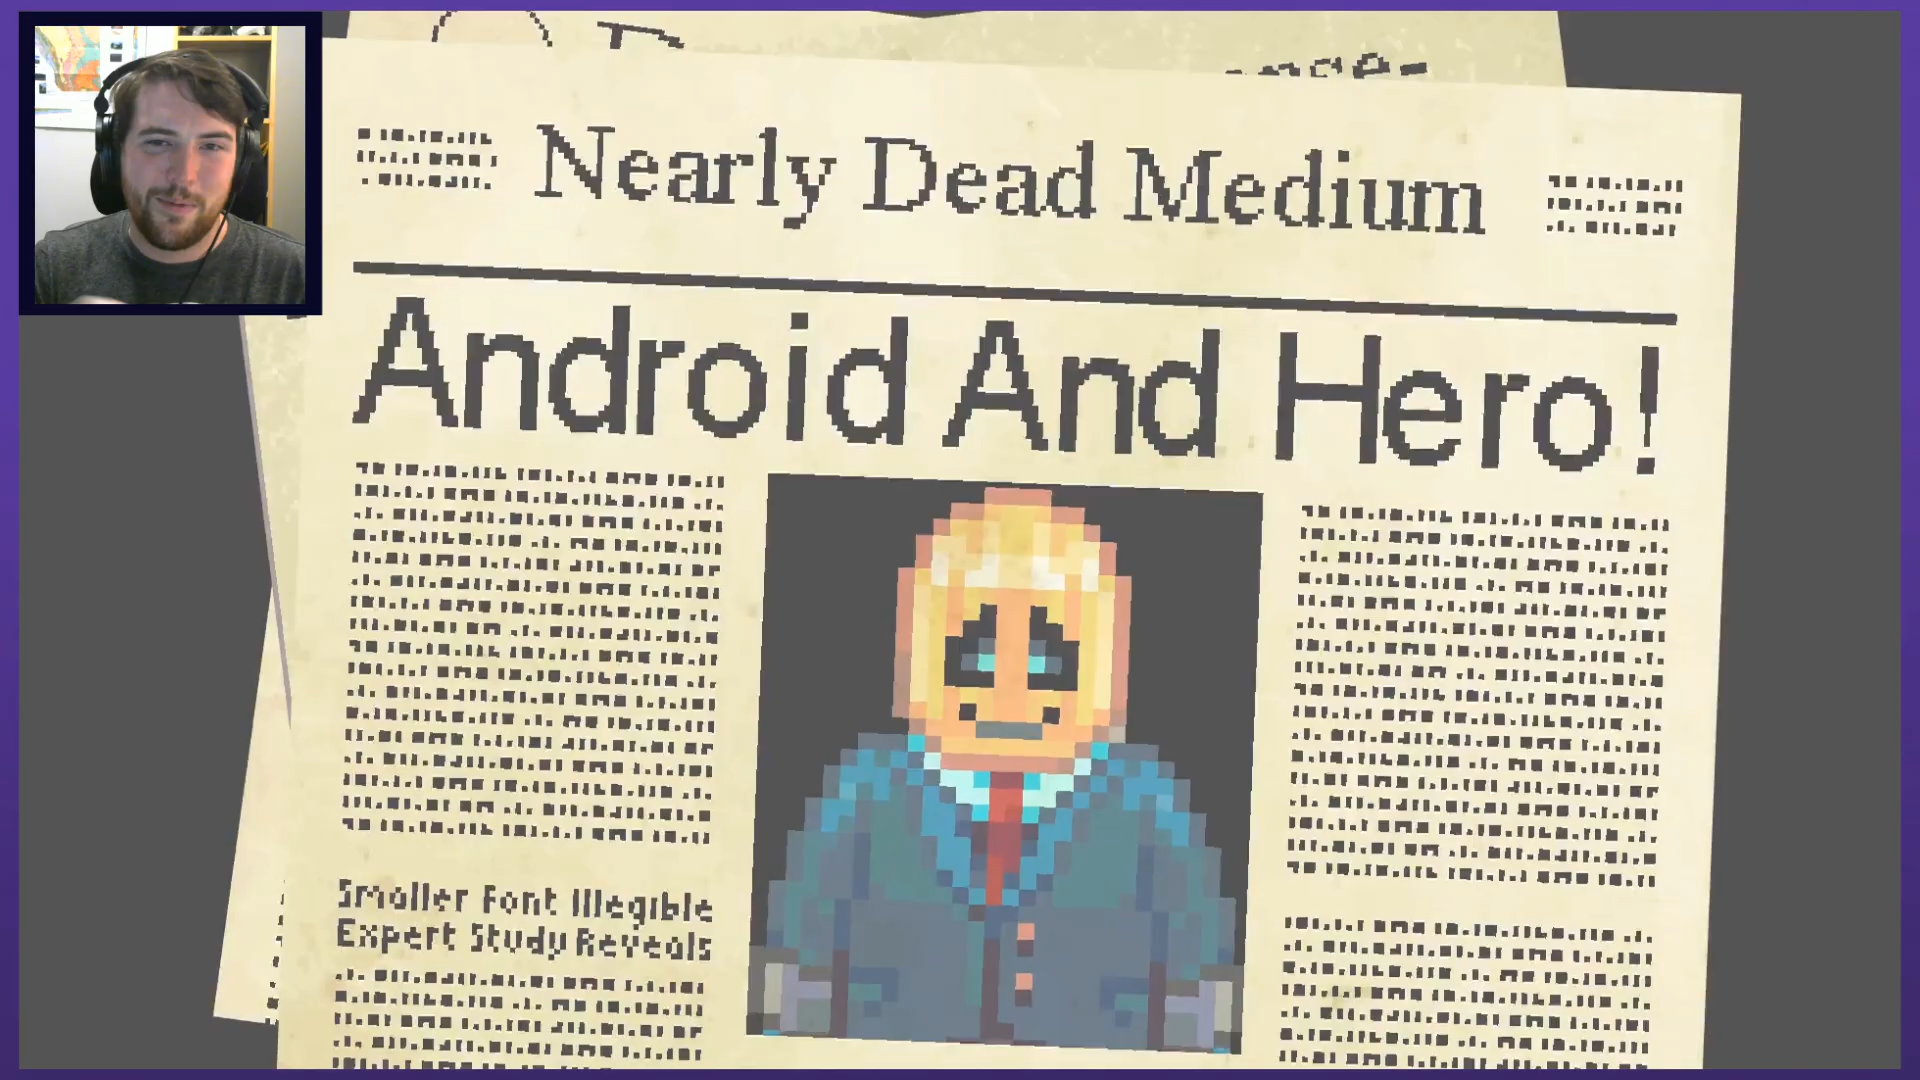 Nearly Dead Medium
Android And Hero!
Smaller Font Illegible
Expert Study Reveals